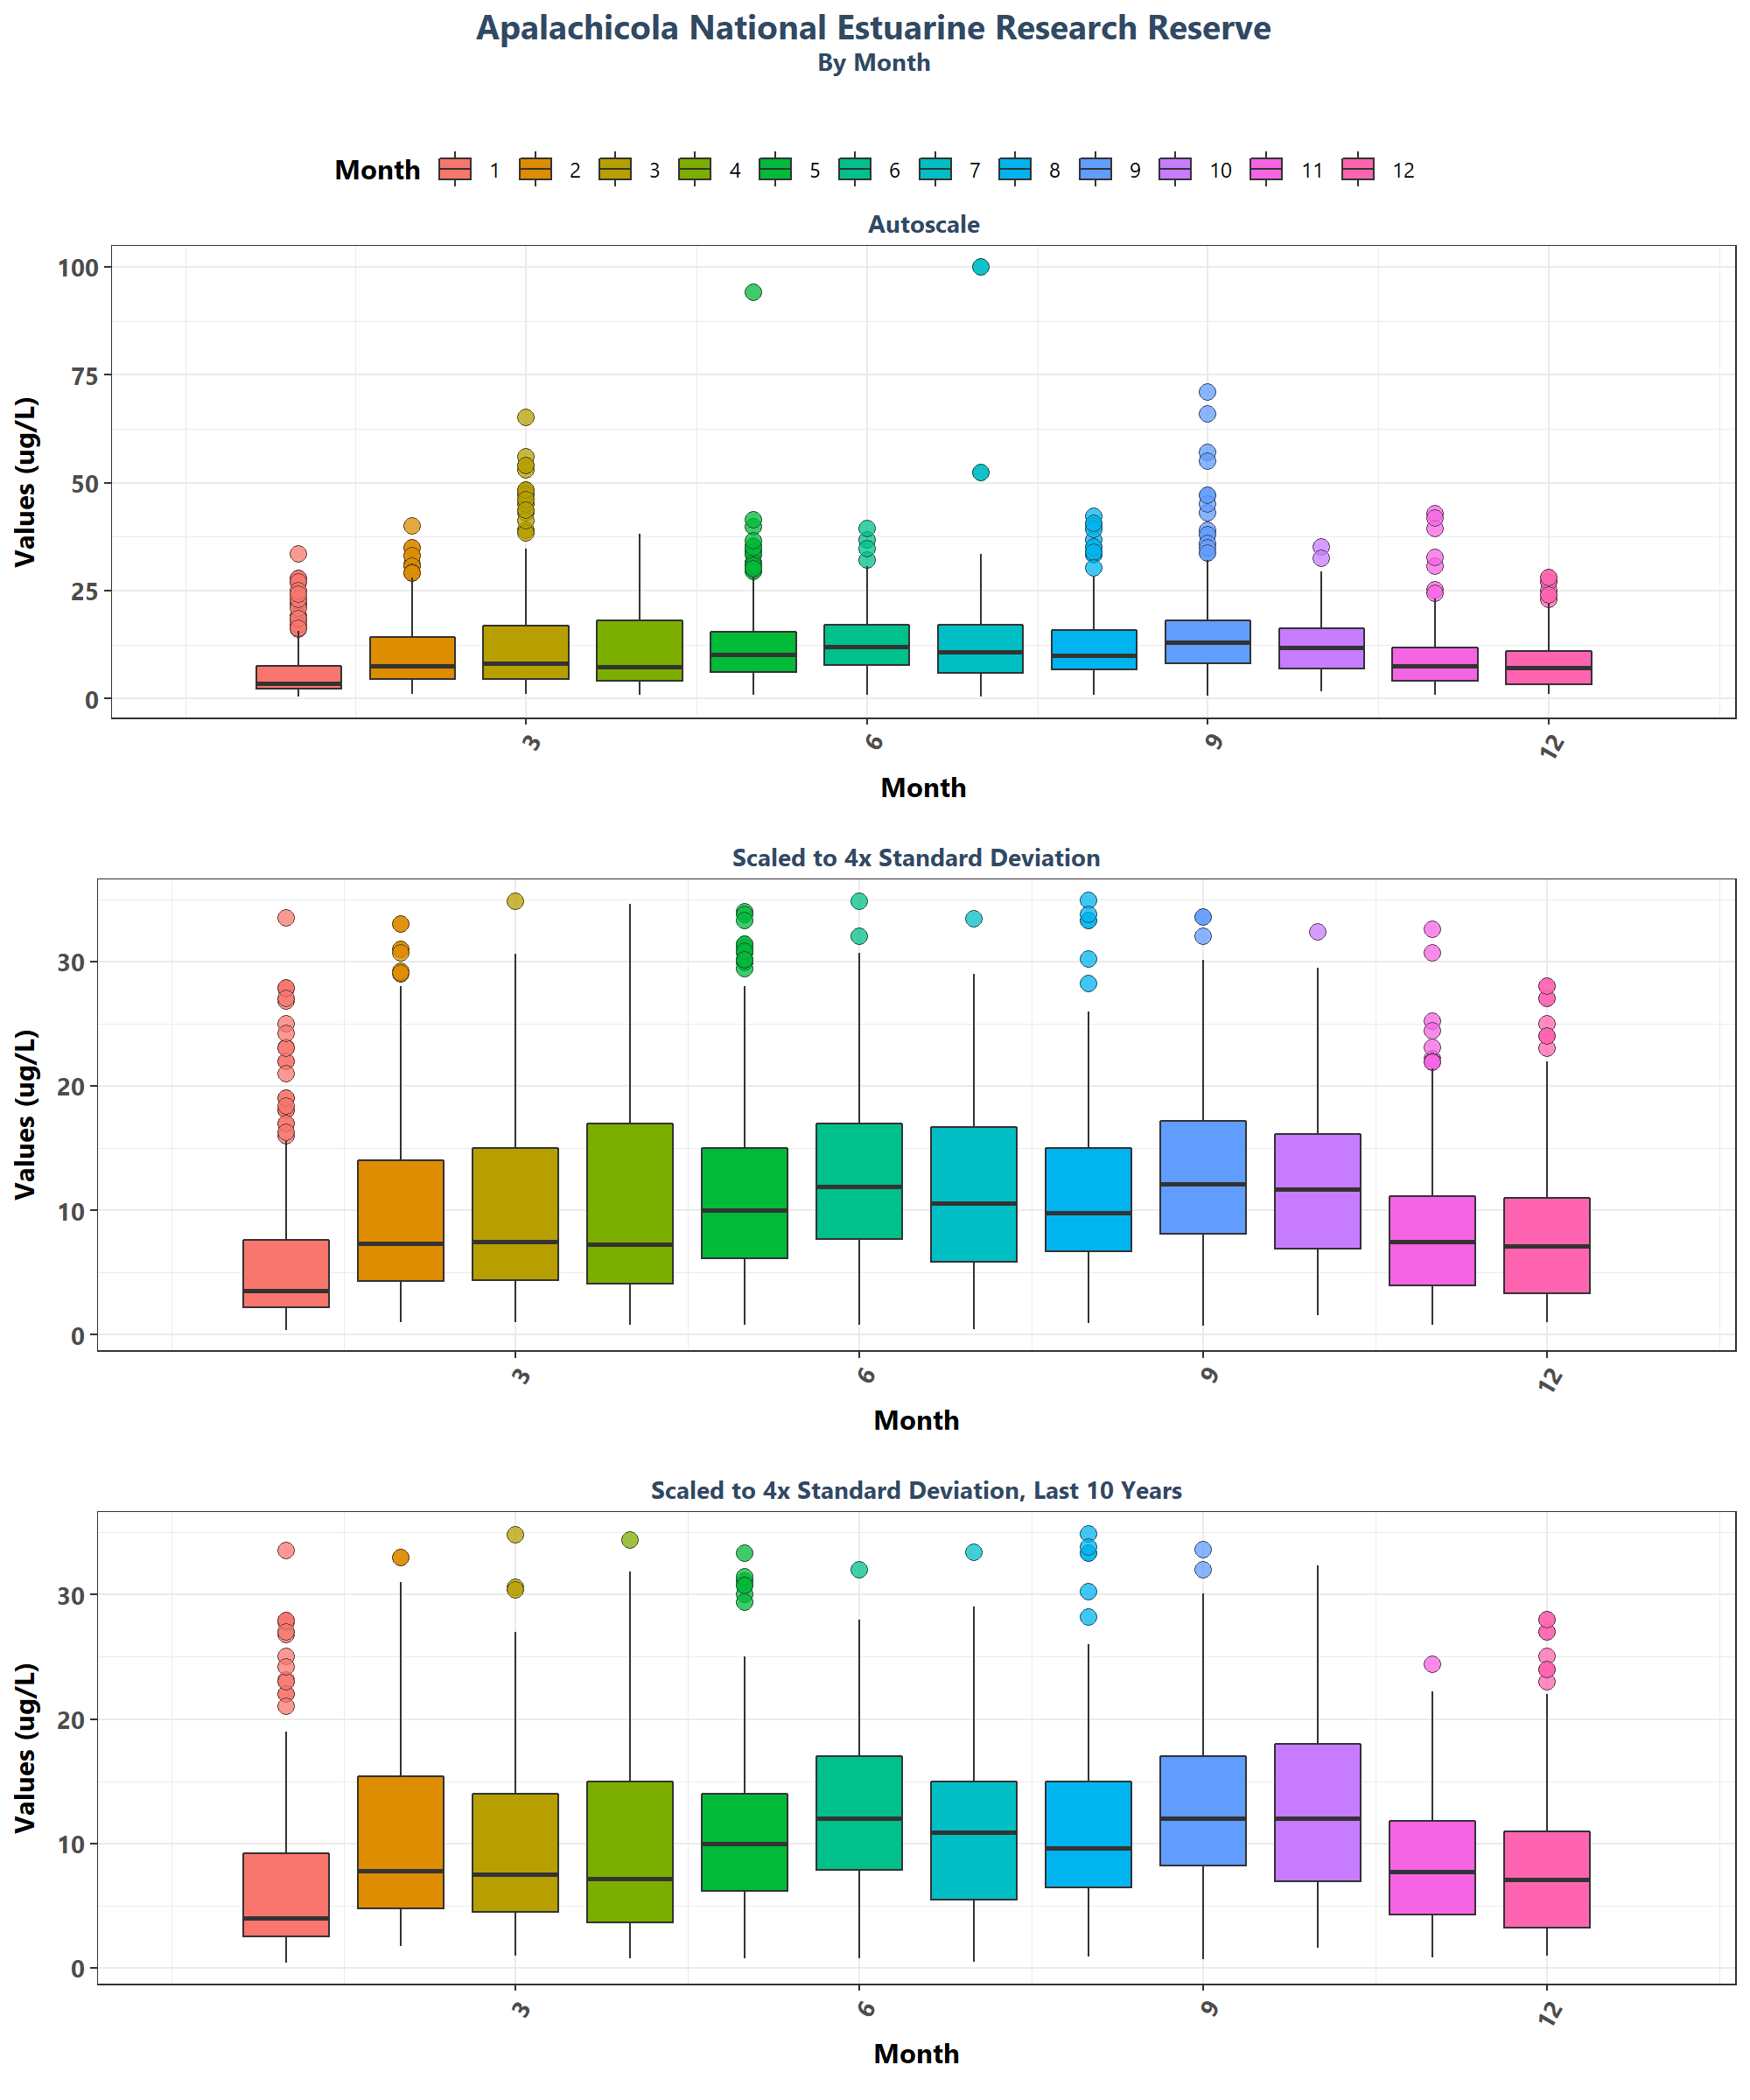 Apalachicola National Estuarine Research Reserve
By Month
Month 1 2 3 4 5 6 7 8 9 10 11 12
Autoscale
Values (ug/L)
100
75
50
25
0
3 6 9 12
Month
Scaled to 4x Standard Deviation
Values (ug/L)
30
20
10
0
3 6 9 12
Month
Scaled to 4x Standard Deviation, Last 10 Years
Values (ug/L)
30
20
10
0
3 6 9 12
Month